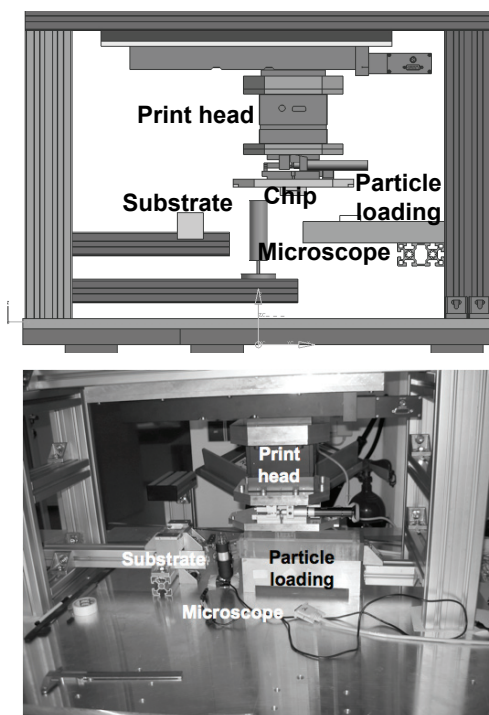 Print head
Chip
Particle
loading
Substrate
Microscope
Print
head
Substrate
Particle
loading
Microscope